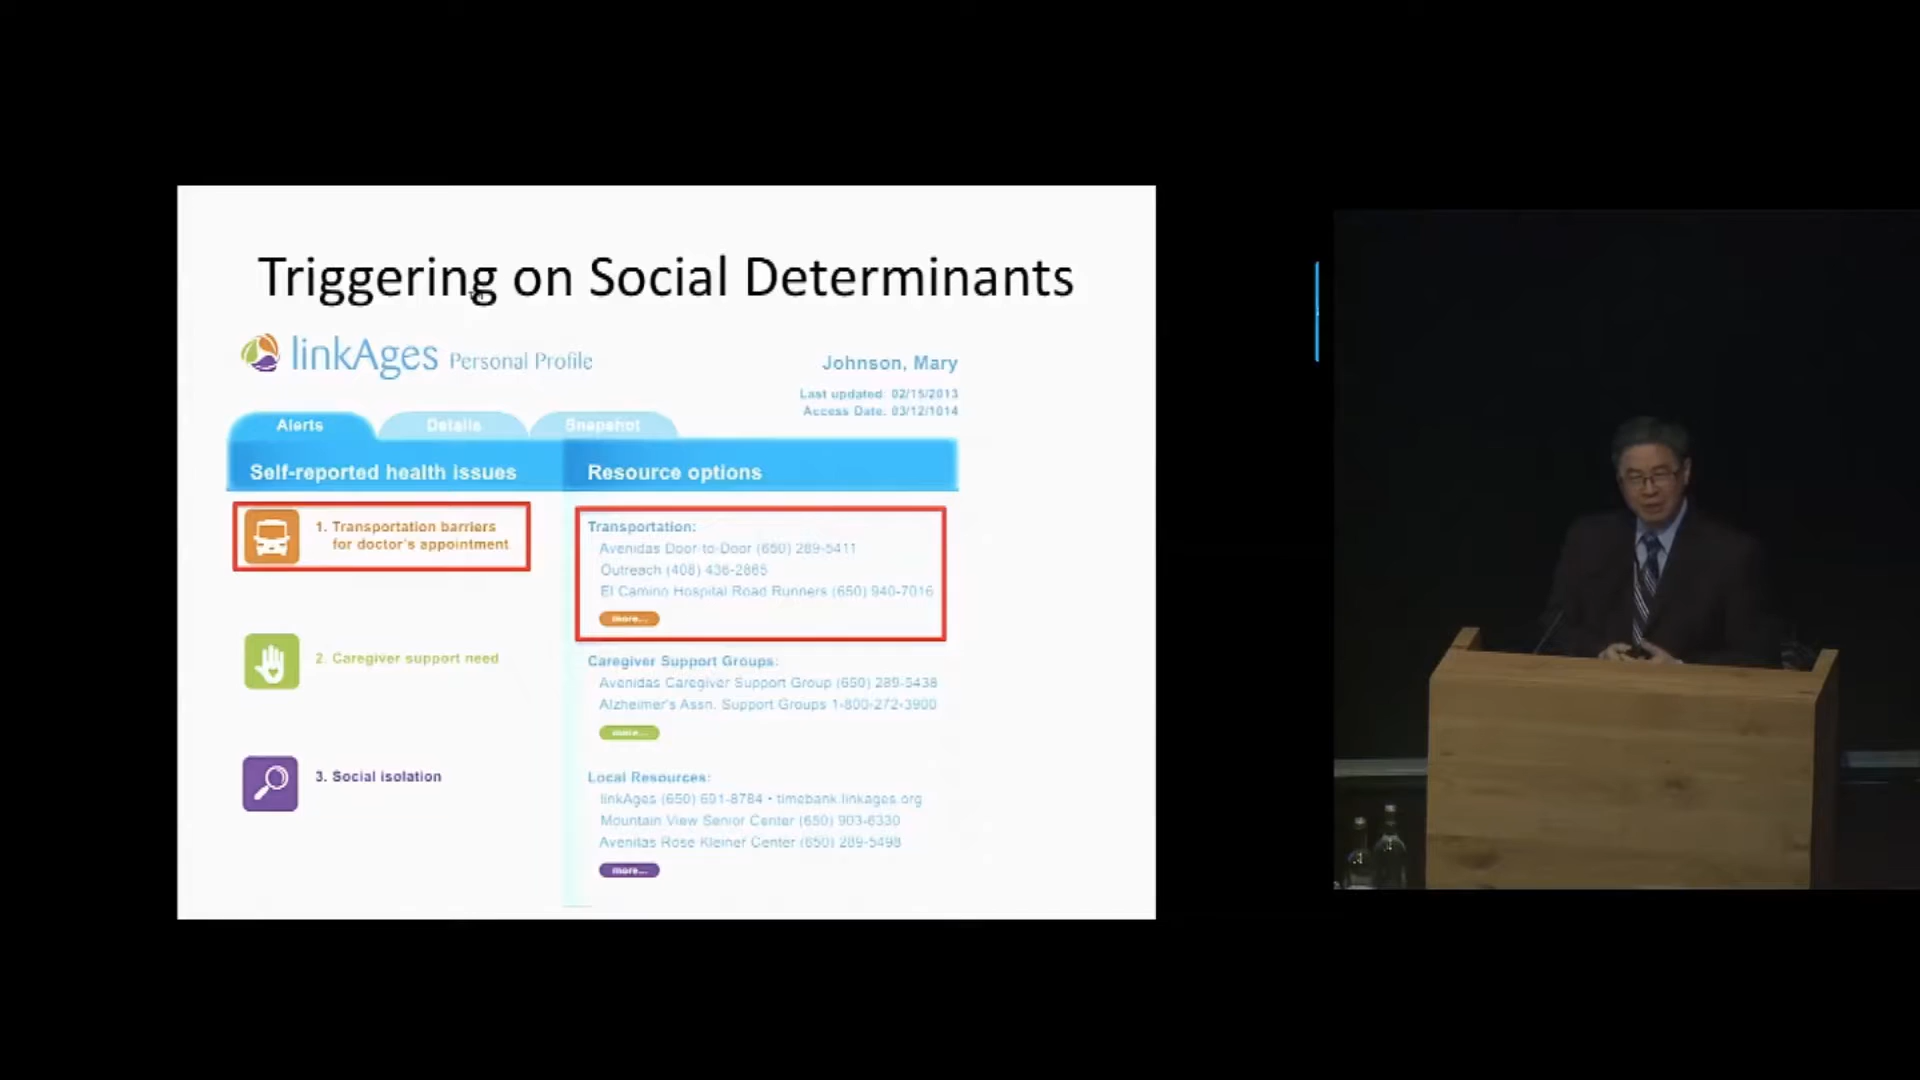 Triggering on Social Determinants
linkAges Personal Profile
Johnson, Mary
Last updated: 02/15/2013
Access Date: 03/12/1014
Alerts
Details
Snapshot
Self-reported health issues
Resource options
1. Transportation barriers
for doctor's appointment
Transportation:
Avenidas Door-to-Door (650) 289-5411
Outreach (408) 436-2865
El Camino Hospital Road Runners (650) 940-7016
more...
2. Caregiver support need
Caregiver Support Groups:
Avenidas Caregiver Support Group (650) 289-5438
Alzheimer's Assn. Support Groups 1-800-272-3900
more...
3. Social isolation
Local Resources:
linkAges (650) 691-8784 • timebank.linkages.org
Mountain View Senior Center (650) 903-6330
Avenitas Rose Kleiner Center (650) 289-5498
more...